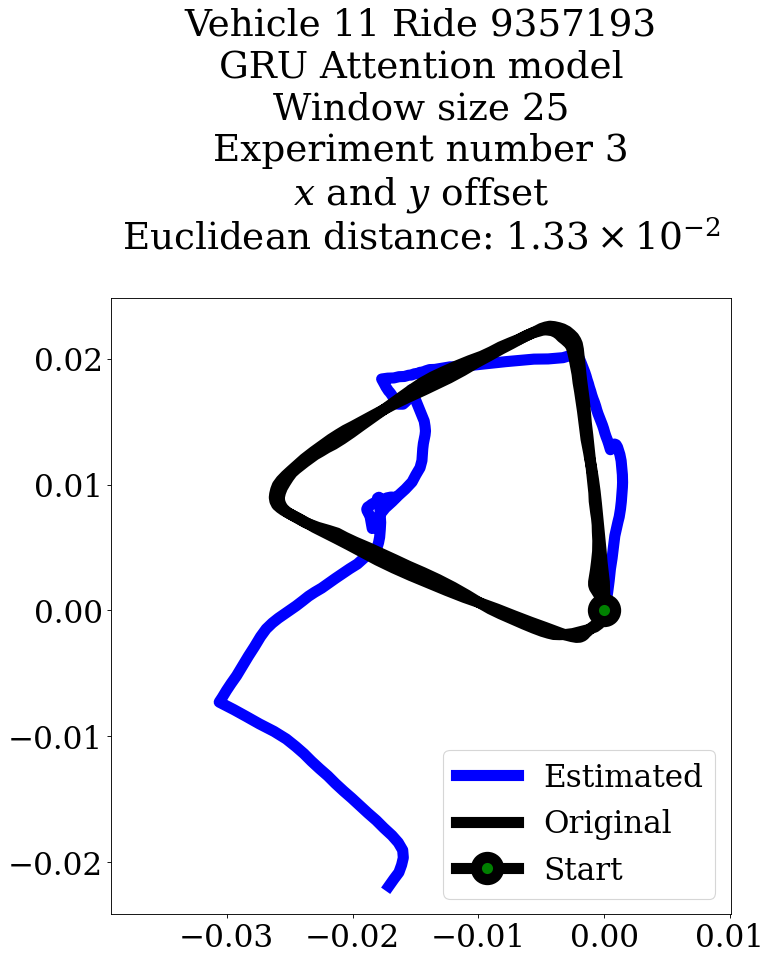 Vehicle 11 Ride 9357193
GRU Attention model
Window size 25
Experiment number 3
x and y offset
Euclidean distance: 1.33 × 10⁻²
0.02
0.01
0.00
−0.01
−0.02
Estimated
Original
Start
−0.03 −0.02 −0.01 0.00 0.01